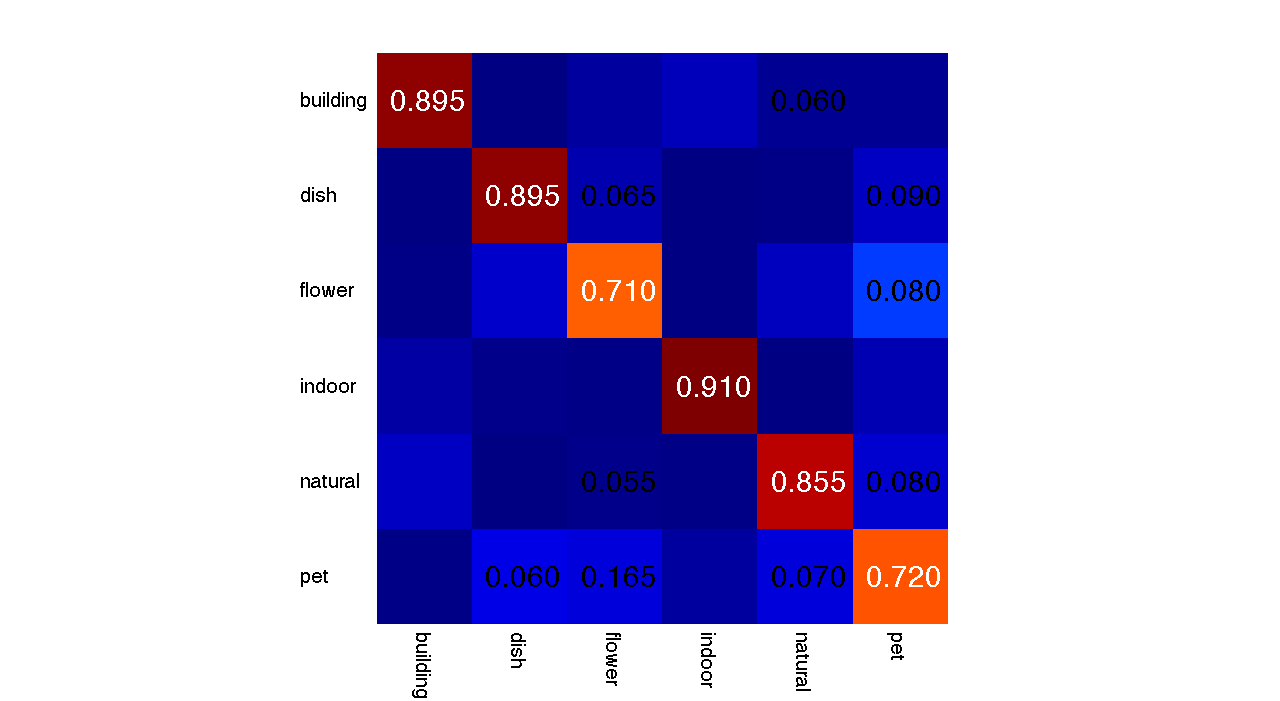 building 0.895 0.060
dish 0.895 0.065 0.090
flower 0.710 0.080
indoor 0.910
natural 0.055 0.855 0.080
pet 0.060 0.165 0.070 0.720
building dish flower indoor natural pet